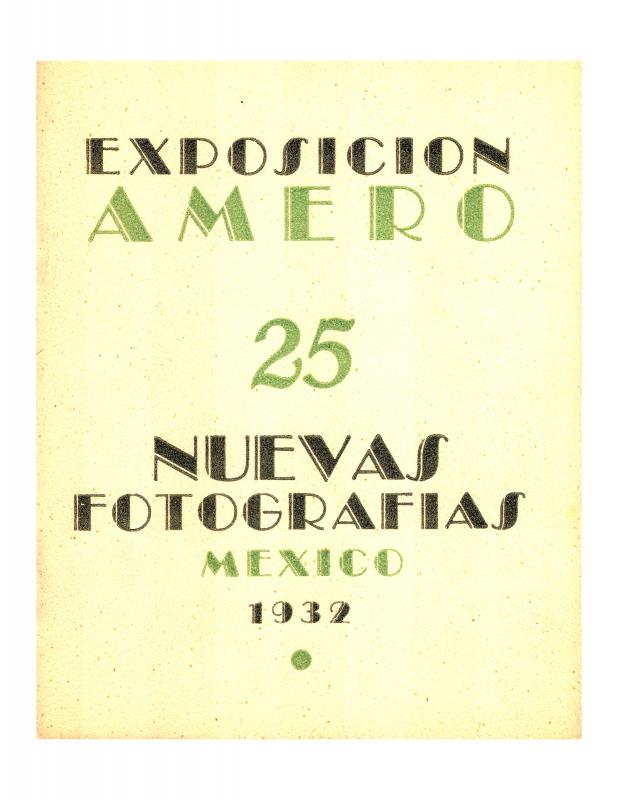 EXPOSICION
AMERO
25
NUEVAS
FOTOGRAFIAS
MEXICO
1932